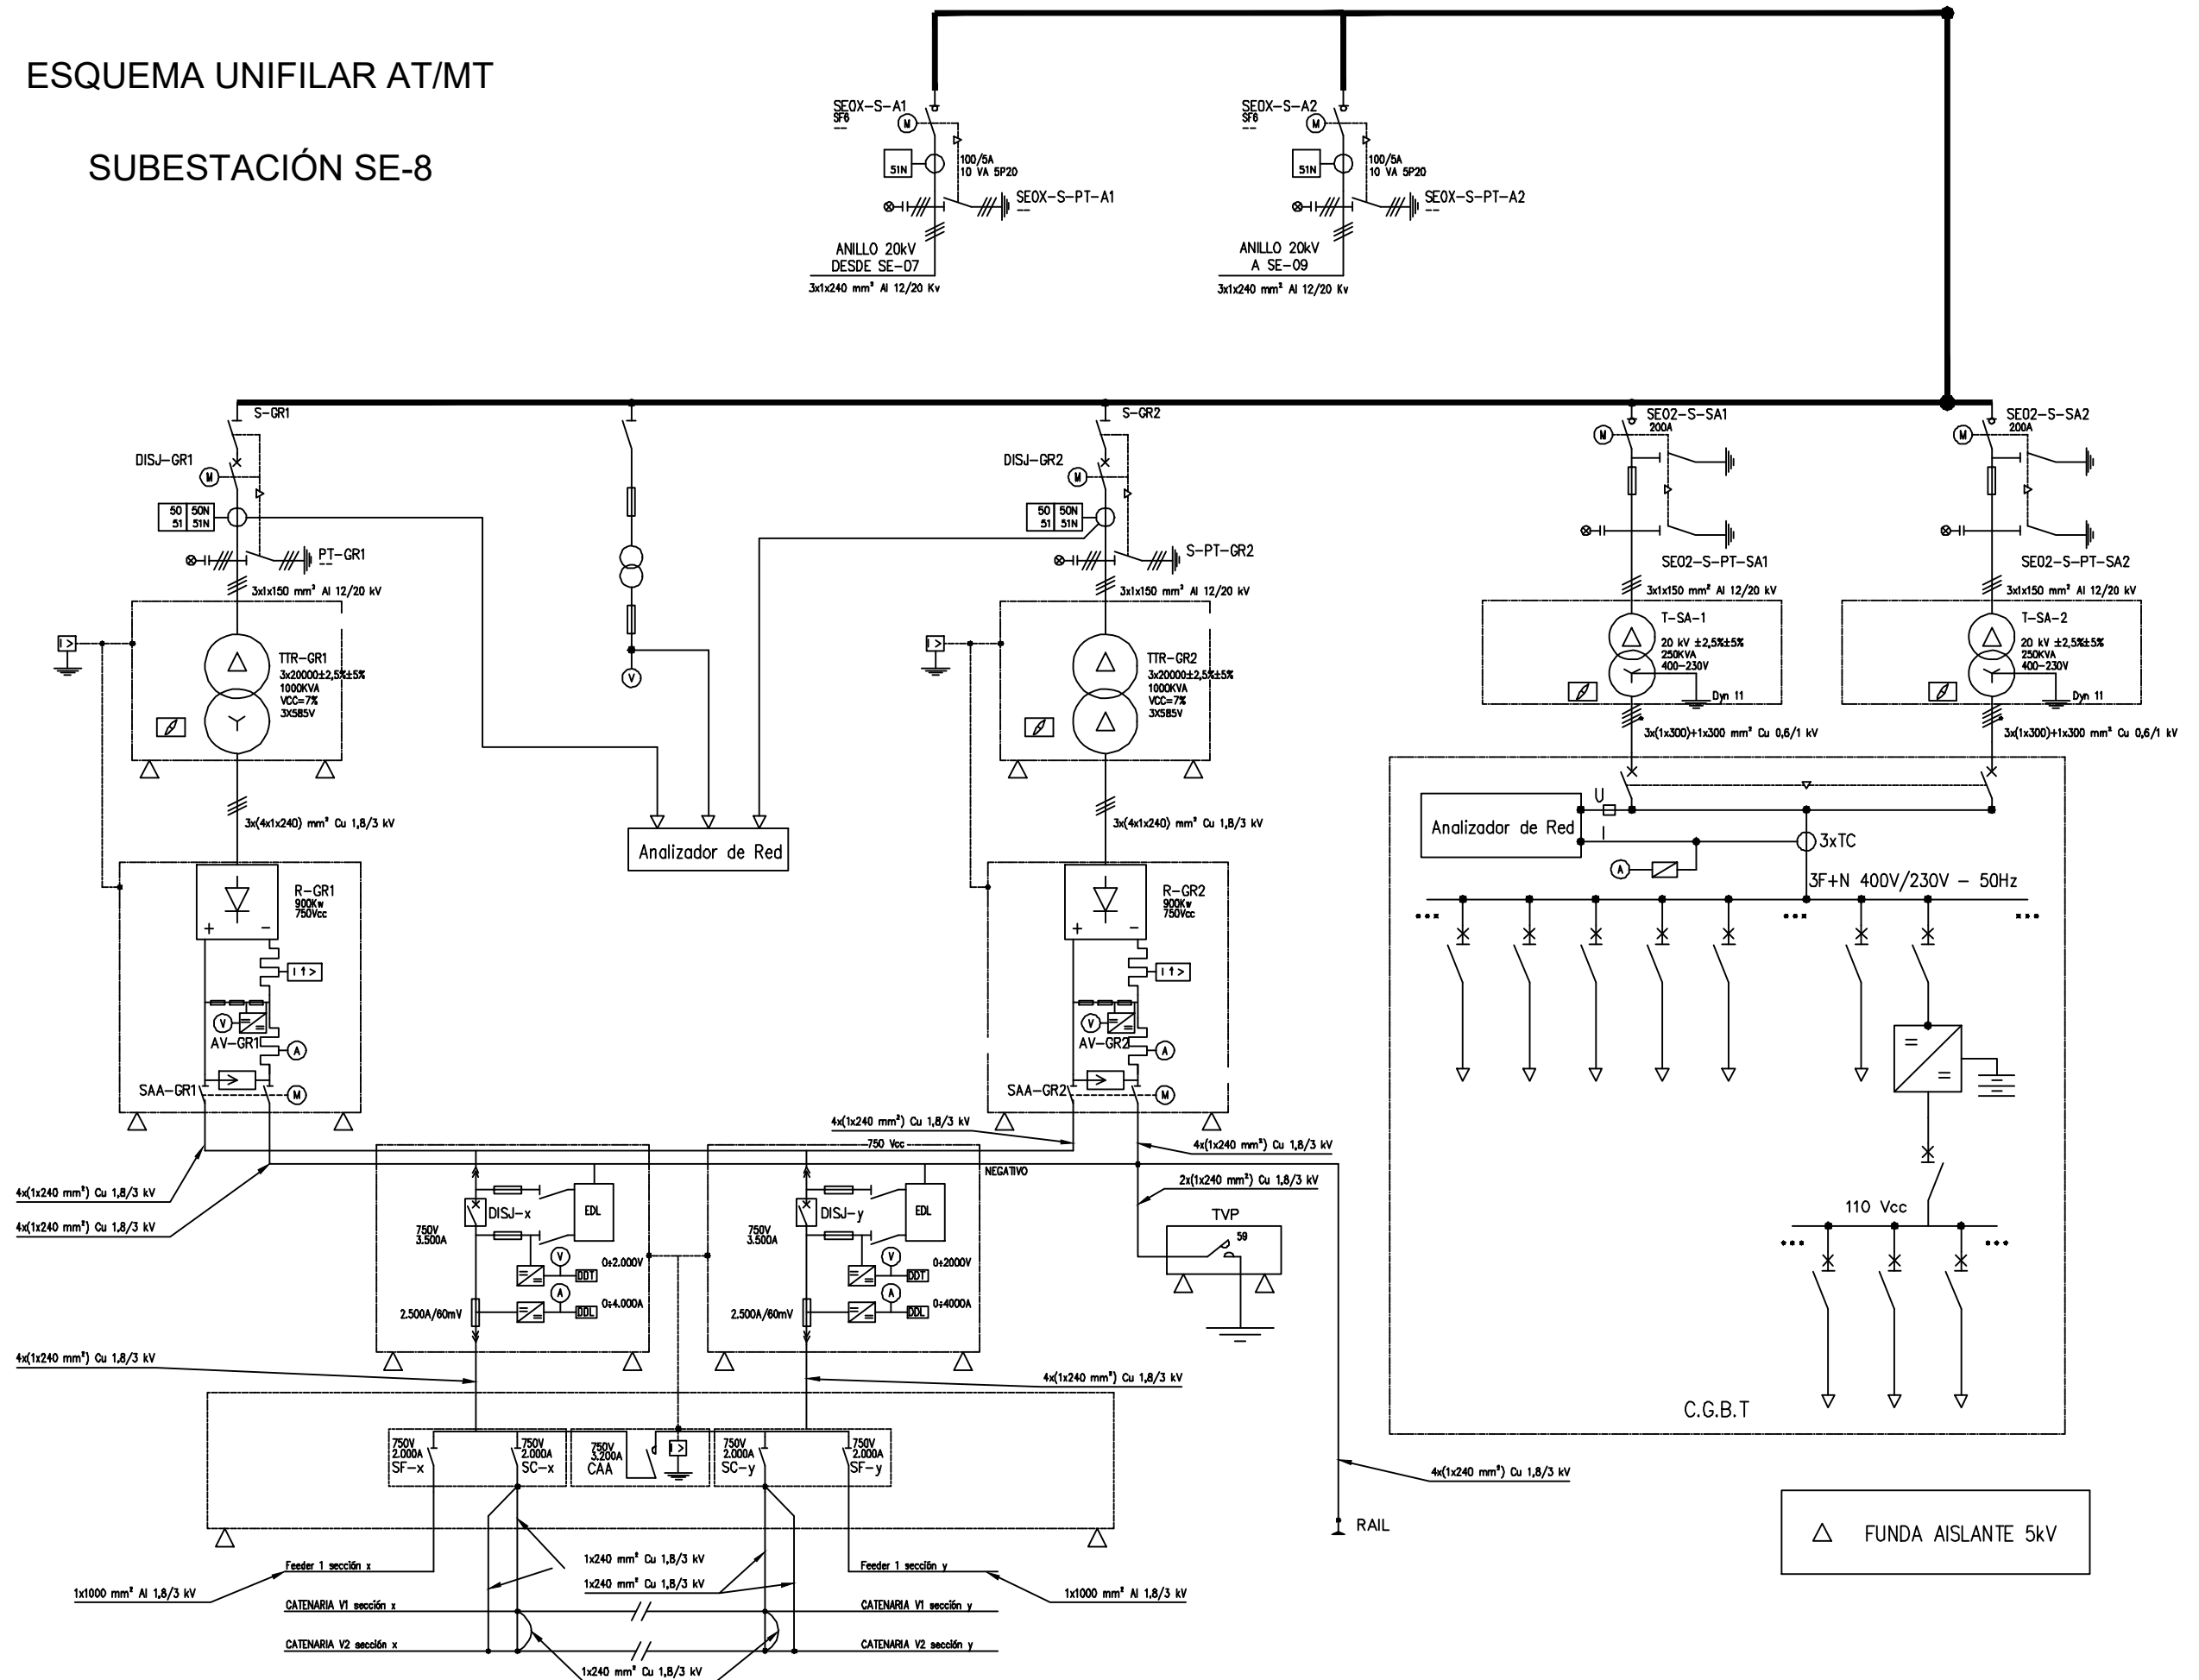 ESQUEMA UNIFILAR AT/MT
SUBESTACIÓN SE-8
SE0X-S-A1
SF6
--
M
51N
100/5A
10 VA 5P20
SE0X-S-PT-A1
--
ANILLO 20kV
DESDE SE-07
3x1x240 mm² Al 12/20 Kv
SE0X-S-A2
SF6
--
M
51N
100/5A
10 VA 5P20
SE0X-S-PT-A2
--
ANILLO 20kV
A SE-09
3x1x240 mm² Al 12/20 Kv
S-GR1
DISJ-GR1
M
50 50N
51 51N
PT-GR1
--
3x1x150 mm² Al 12/20 kV
I >
TTR-GR1
3x20000±2,5%±5%
1000KVA
VCC=7%
3X585V
3x(4x1x240) mm² Cu 1,8/3 kV
R-GR1
900Kw
750Vcc
+ −
V
AV-GR1
A
SAA-GR1
M
V
Analizador de Red
S-GR2
DISJ-GR2
M
50 50N
51 51N
S-PT-GR2
3x1x150 mm² Al 12/20 kV
I >
TTR-GR2
3x20000±2,5%±5%
1000KVA
VCC=7%
3X585V
3x(4x1x240) mm² Cu 1,8/3 kV
R-GR2
900Kw
750Vcc
+ −
V
AV-GR2
A
SAA-GR2
M
SE02-S-SA1
200A
M
SE02-S-PT-SA1
3x1x150 mm² Al 12/20 kV
T-SA-1
20 kV ±2,5%±5%
250KVA
400-230V
Dyn 11
3x(1x300)+1x300 mm² Cu 0,6/1 kV
SE02-S-SA2
200A
M
SE02-S-PT-SA2
3x1x150 mm² Al 12/20 kV
T-SA-2
20 kV ±2,5%±5%
250KVA
400-230V
Dyn 11
3x(1x300)+1x300 mm² Cu 0,6/1 kV
Analizador de Red
U
I
3xTC
A
3F+N 400V/230V - 50Hz
110 Vcc
C.G.B.T
4x(1x240 mm²) Cu 1,8/3 kV
4x(1x240 mm²) Cu 1,8/3 kV
4x(1x240 mm²) Cu 1,8/3 kV
4x(1x240 mm²) Cu 1,8/3 kV
750 Vcc
NEGATIVO
2x(1x240 mm²) Cu 1,8/3 kV
TVP
59
DISJ-x
750V
3.500A
EDL
V
DDT
0÷2.000V
A
DDL
0÷4.000A
2.500A/60mV
DISJ-y
750V
3.500A
EDL
V
DDT
0÷2000V
A
DDL
0÷4000A
2.500A/60mV
4x(1x240 mm²) Cu 1,8/3 kV
4x(1x240 mm²) Cu 1,8/3 kV
750V
2.000A
SF-x
750V
2.000A
SC-x
750V
3.200A
CAA
I >
750V
2.000A
SC-y
750V
2.000A
SF-y
4x(1x240 mm²) Cu 1,8/3 kV
RAIL
FUNDA AISLANTE 5kV
Feeder 1 sección x
1x240 mm² Cu 1,8/3 kV
1x240 mm² Cu 1,8/3 kV
Feeder 1 sección y
1x1000 mm² Al 1,8/3 kV
1x1000 mm² Al 1,8/3 kV
CATENARIA V1 sección x
CATENARIA V1 sección y
CATENARIA V2 sección x
CATENARIA V2 sección y
1x240 mm² Cu 1,8/3 kV